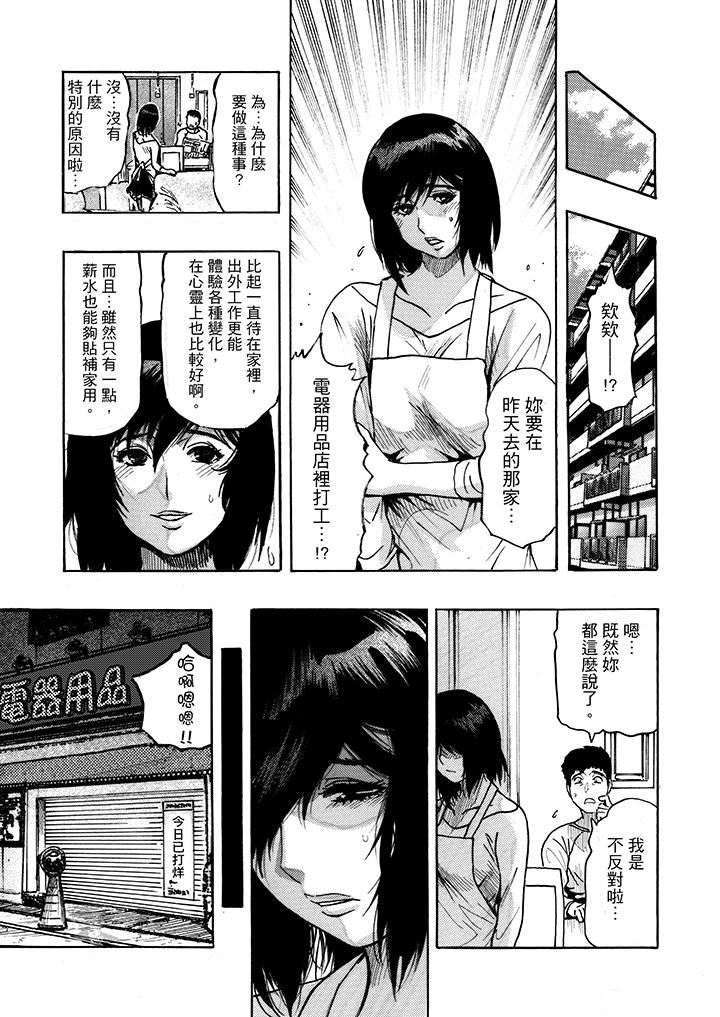 欸欸──!?
妳要在
昨天去的那家…
電器用品店裡打工…!?
為…為什麼
要做這種事？
沒…沒有
什麼
特別的原因啦…
比起一直待在家裡，
出外工作更能
體驗各種變化，
在心靈上也比較好啊。
而且…雖然只有一點，
薪水也能夠貼補家用。
嗯…
既然妳
都這麼說了。
我是
不反對啦…
電器用品
哈啊嗯嗯!!
今日已打烊